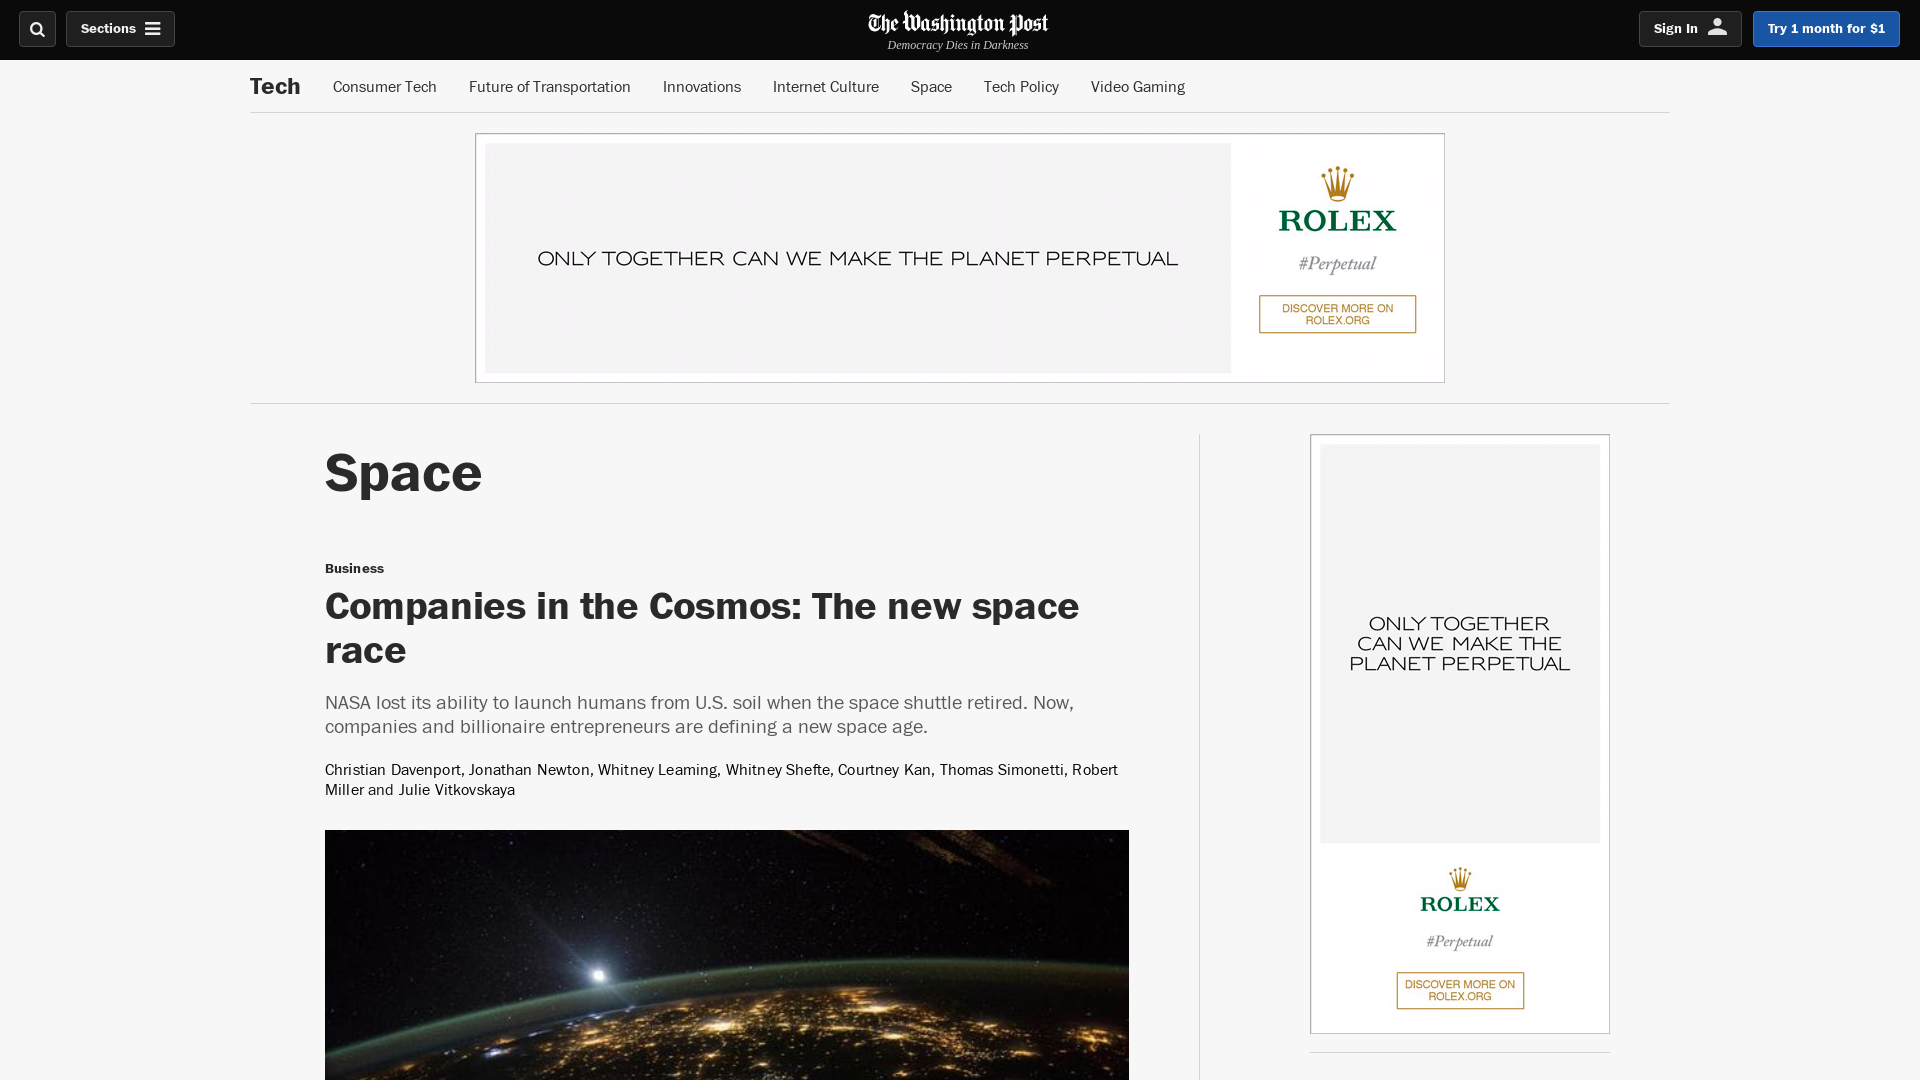 Sections
The Washington Post
Democracy Dies in Darkness
Sign In
Try 1 month for $1
Tech
Consumer Tech
Future of Transportation
Innovations
Internet Culture
Space
Tech Policy
Video Gaming
ONLY TOGETHER CAN WE MAKE THE PLANET PERPETUAL
ROLEX
#Perpetual
DISCOVER MORE ON
ROLEX.ORG
Space
Business
Companies in the Cosmos: The new space
race
NASA lost its ability to launch humans from U.S. soil when the space shuttle retired. Now,
companies and billionaire entrepreneurs are defining a new space age.
Christian Davenport, Jonathan Newton, Whitney Leaming, Whitney Shefte, Courtney Kan, Thomas Simonetti, Robert
Miller and Julie Vitkovskaya
ONLY TOGETHER
CAN WE MAKE THE
PLANET PERPETUAL
ROLEX
#Perpetual
DISCOVER MORE ON
ROLEX.ORG